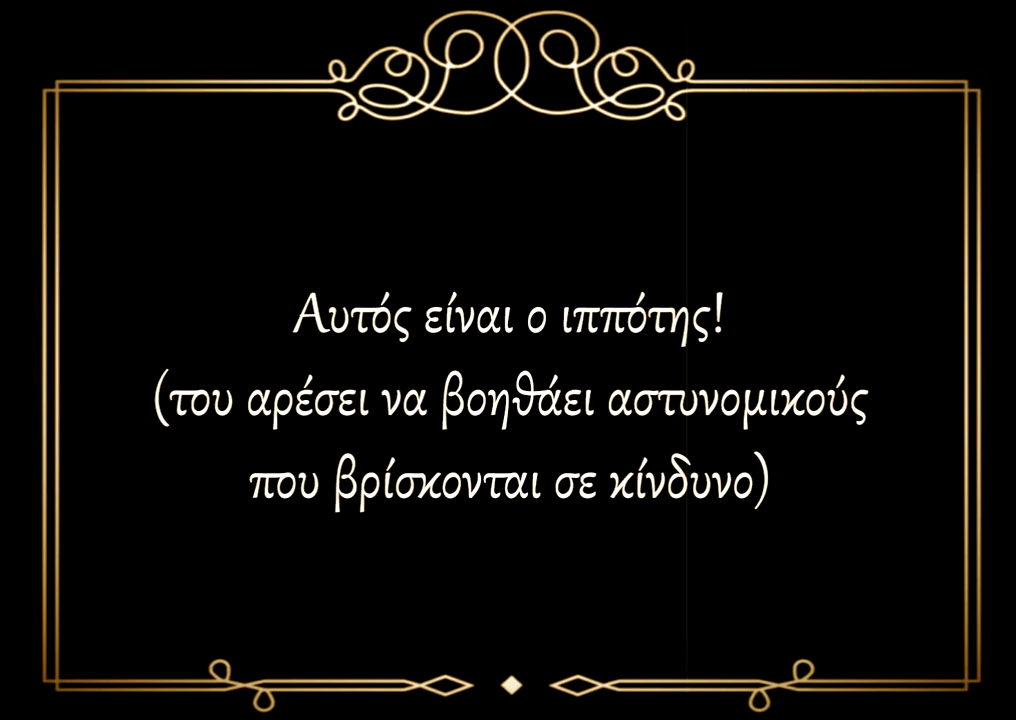 Αυτός είναι ο ιππότης!
(του αρέσει να βοηθάει αστυνομικούς
που βρίσκονται σε κίνδυνο)